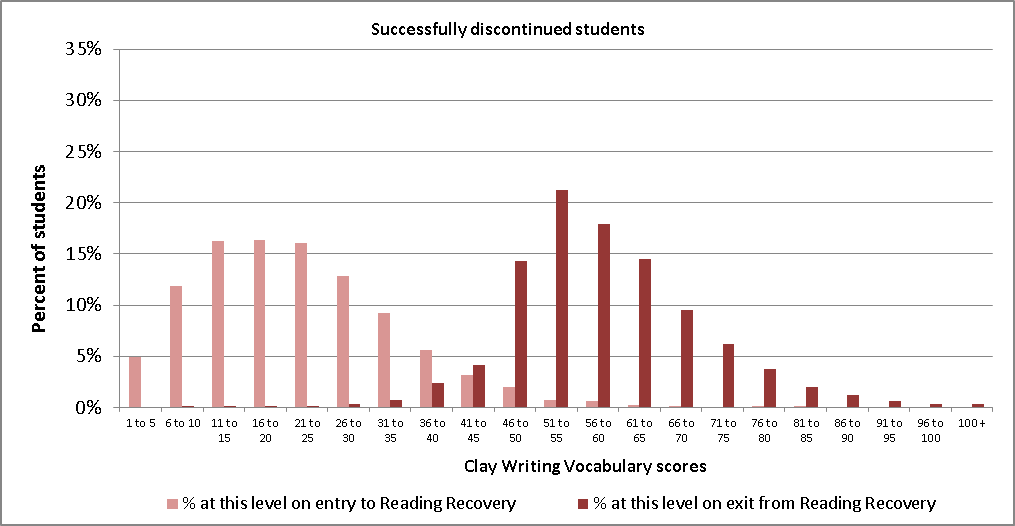 Successfully discontinued students
35%
30%
25%
20%
15%
10%
5%
0%
Percent of students
1 to 5 6 to 10 11 to 16 to 21 to 26 to 31 to 36 to 41 to 46 to 51 to 56 to 61 to 66 to 71 to 76 to 81 to 86 to 91 to 96 to 100+
15 20 25 30 35 40 45 50 55 60 65 70 75 80 85 90 95 100
Clay Writing Vocabulary scores
% at this level on entry to Reading Recovery % at this level on exit from Reading Recovery